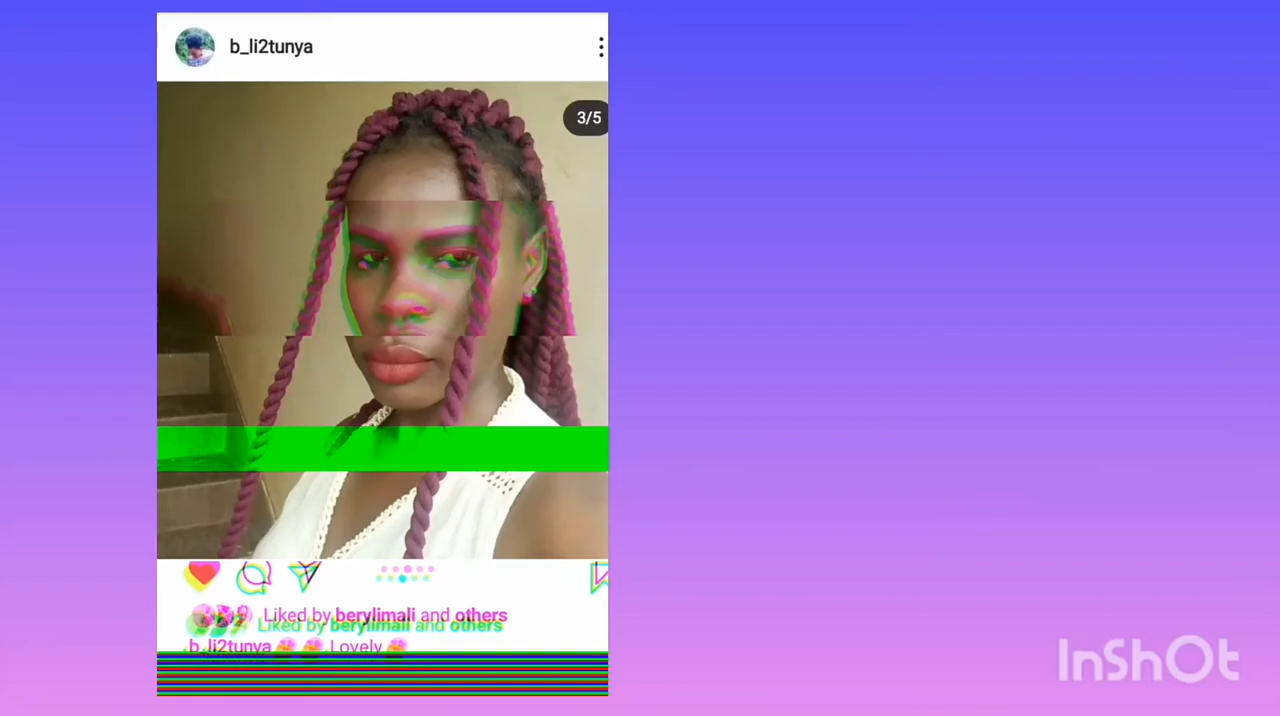 b_li2tunya
3/5
Liked by berylimali and others
Liked by berylimali and others
b_li2tunya Lovely
InShOt